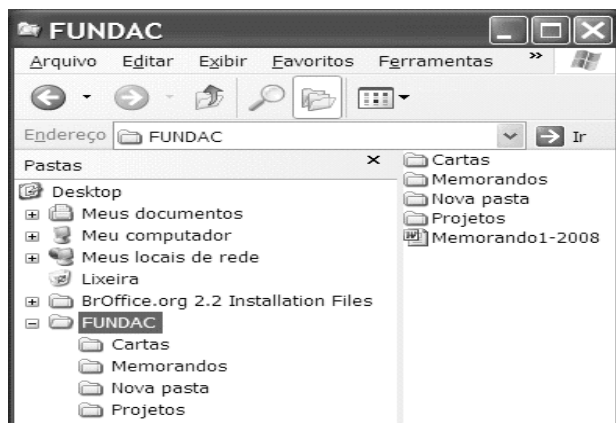 FUNDAC
Arquivo Editar Exibir Favoritos Ferramentas »
Endereço FUNDAC Ir
Pastas
Desktop
Meus documentos
Meu computador
Meus locais de rede
Lixeira
BrOffice.org 2.2 Installation Files
FUNDAC
Cartas
Memorandos
Nova pasta
Projetos
Cartas
Memorandos
Nova pasta
Projetos
Memorando1-2008